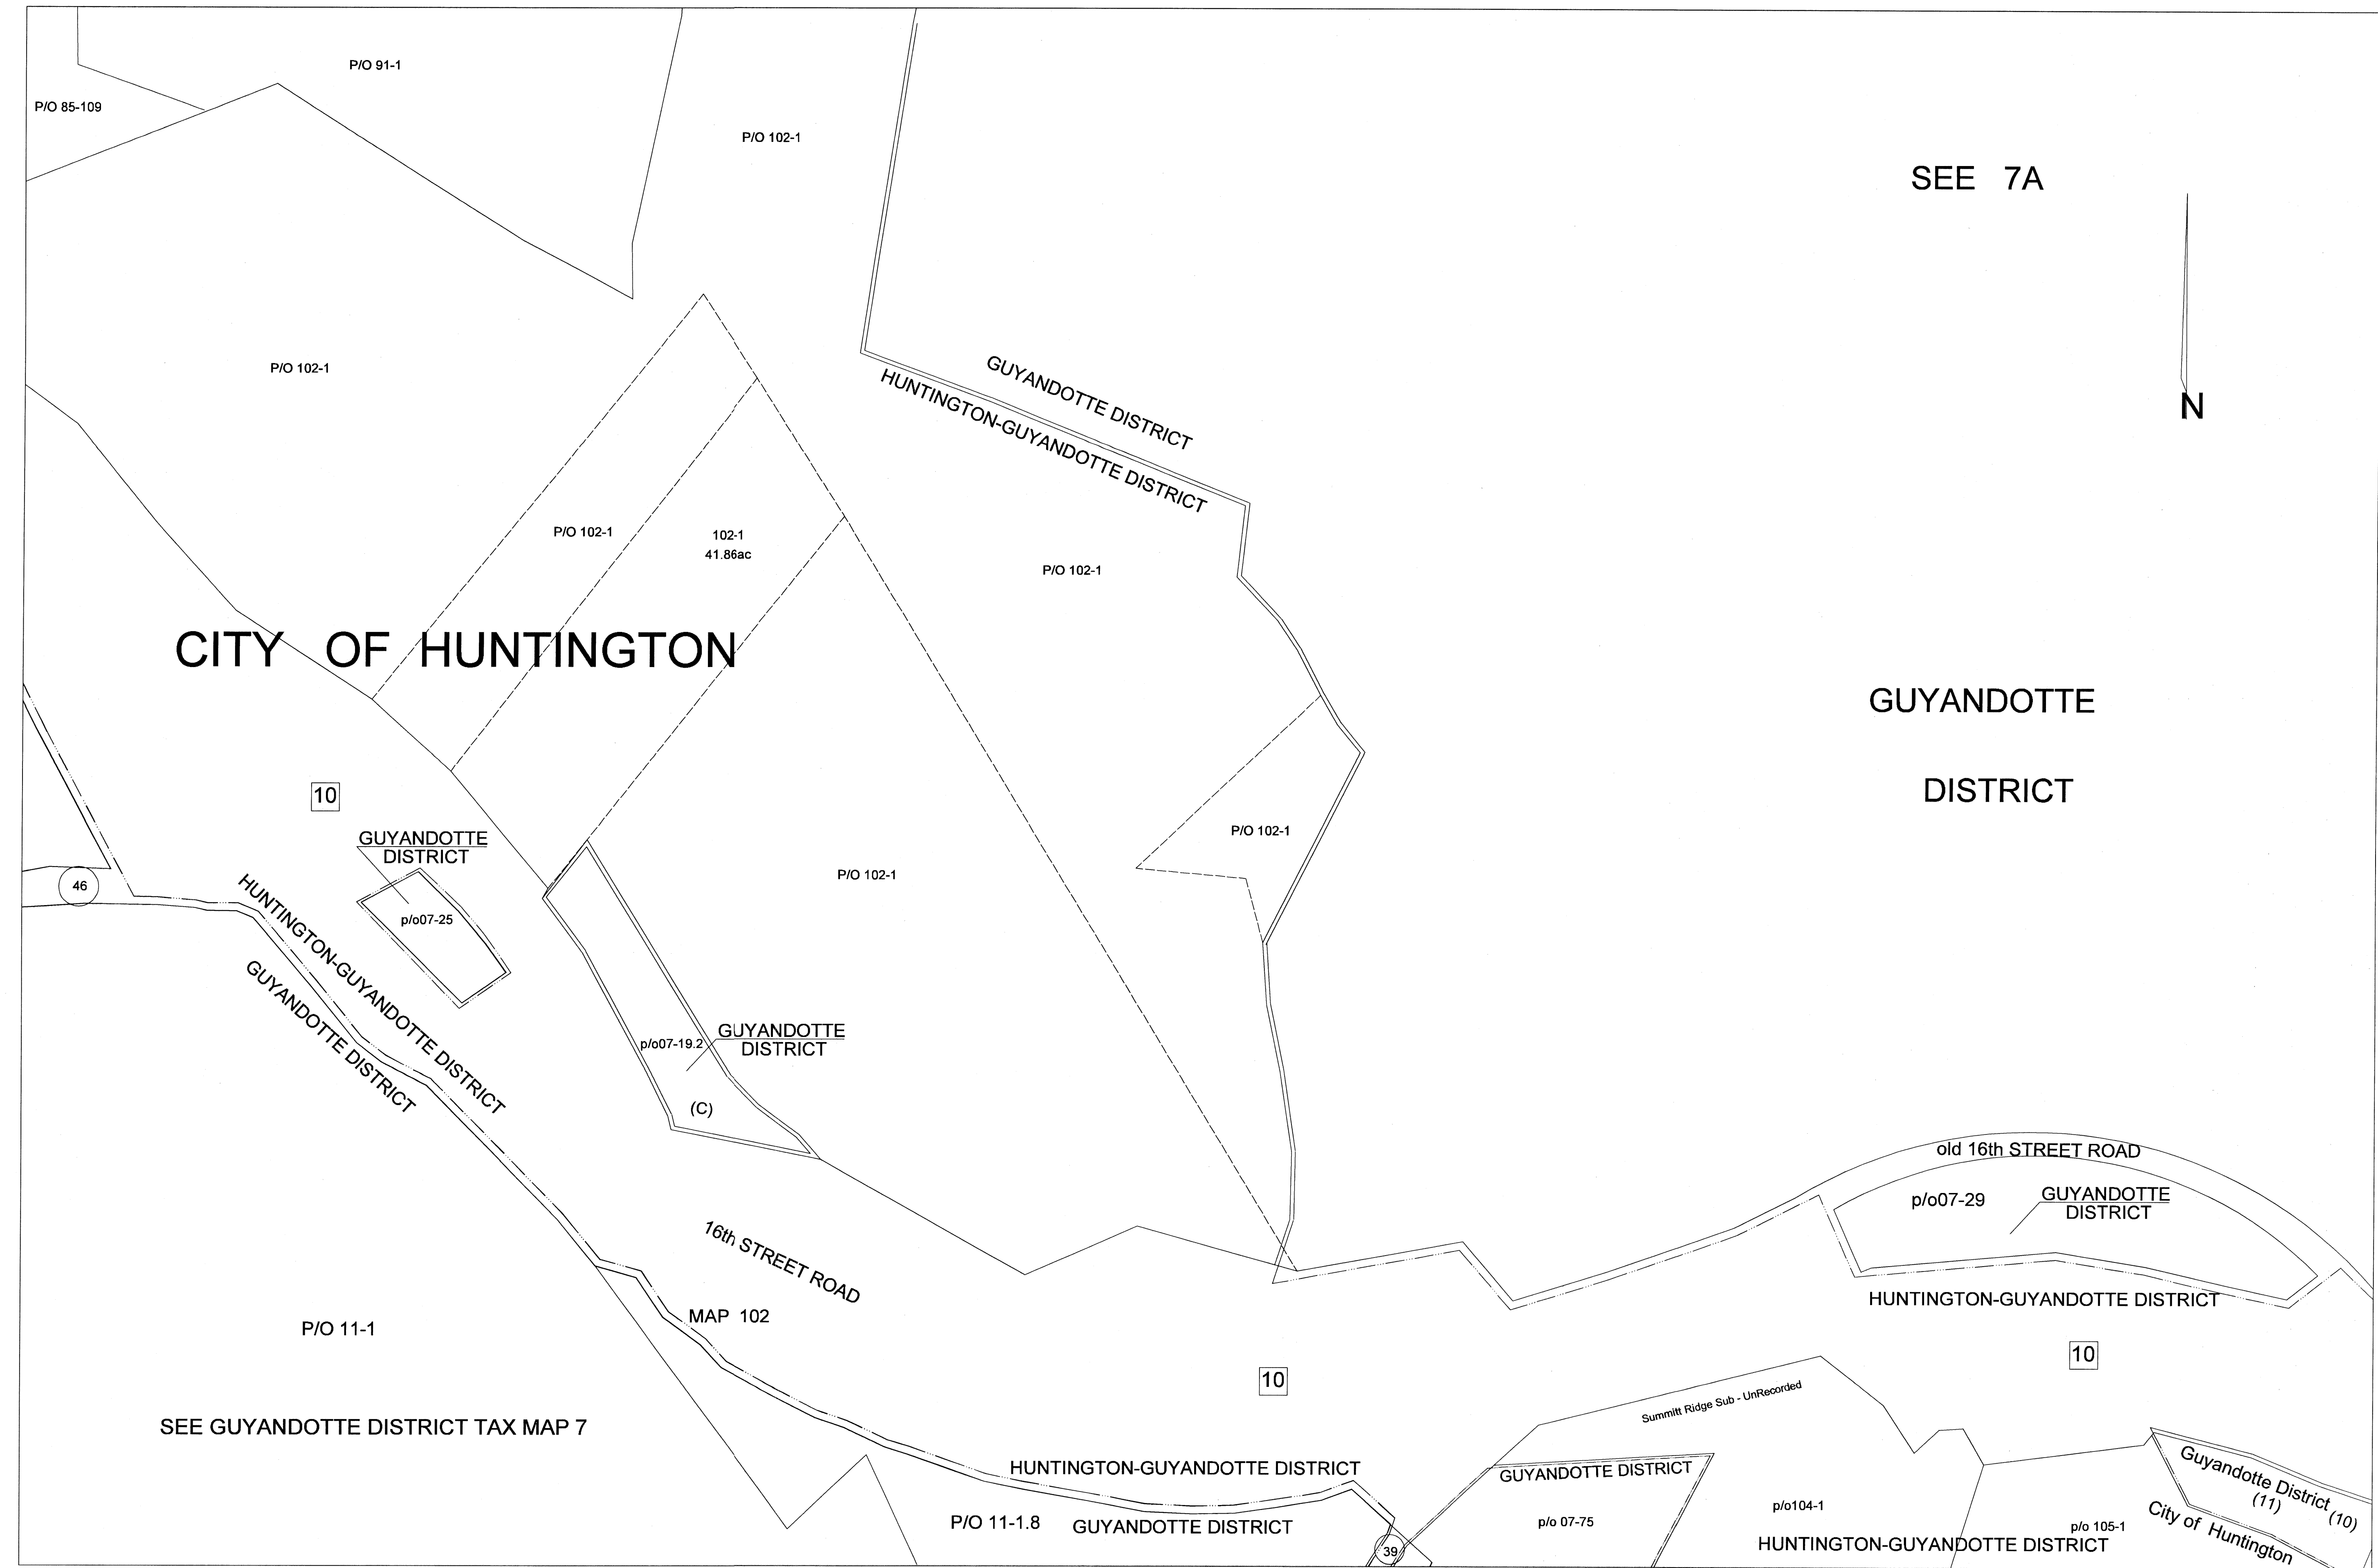 P/O 91-1
P/O 85-109
P/O 102-1
SEE 7A
N
P/O 102-1
GUYANDOTTE DISTRICT
HUNTINGTON-GUYANDOTTE DISTRICT
P/O 102-1
102-1
41.86ac
P/O 102-1
CITY OF HUNTINGTON
GUYANDOTTE
DISTRICT
10
GUYANDOTTE
DISTRICT
p/o07-25
46
P/O 102-1
P/O 102-1
HUNTINGTON-GUYANDOTTE DISTRICT
GUYANDOTTE DISTRICT
p/o07-19.2
GUYANDOTTE
DISTRICT
(C)
old 16th STREET ROAD
p/o07-29
GUYANDOTTE
DISTRICT
HUNTINGTON-GUYANDOTTE DISTRICT
16th STREET ROAD
MAP 102
P/O 11-1
10
10
SEE GUYANDOTTE DISTRICT TAX MAP 7
Summitt Ridge Sub - UnRecorded
HUNTINGTON-GUYANDOTTE DISTRICT
GUYANDOTTE DISTRICT
P/O 11-1.8
GUYANDOTTE DISTRICT
39
p/o 07-75
p/o104-1
HUNTINGTON-GUYANDOTTE DISTRICT
p/o 105-1
Guyandotte District
(11)
(10)
City of Huntington